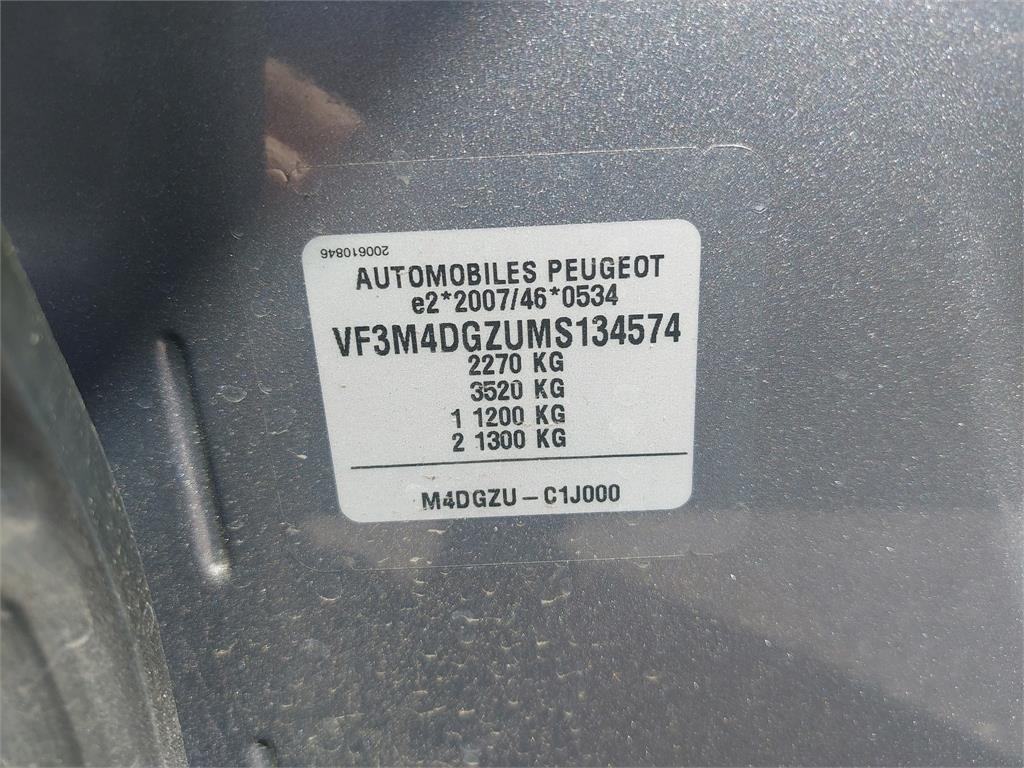 200610846
AUTOMOBILES PEUGEOT
e2*2007/46*0534
VF3M4DGZUMS134574
2270 KG
3520 KG
1 1200 KG
2 1300 KG
M4DGZU - C1J000